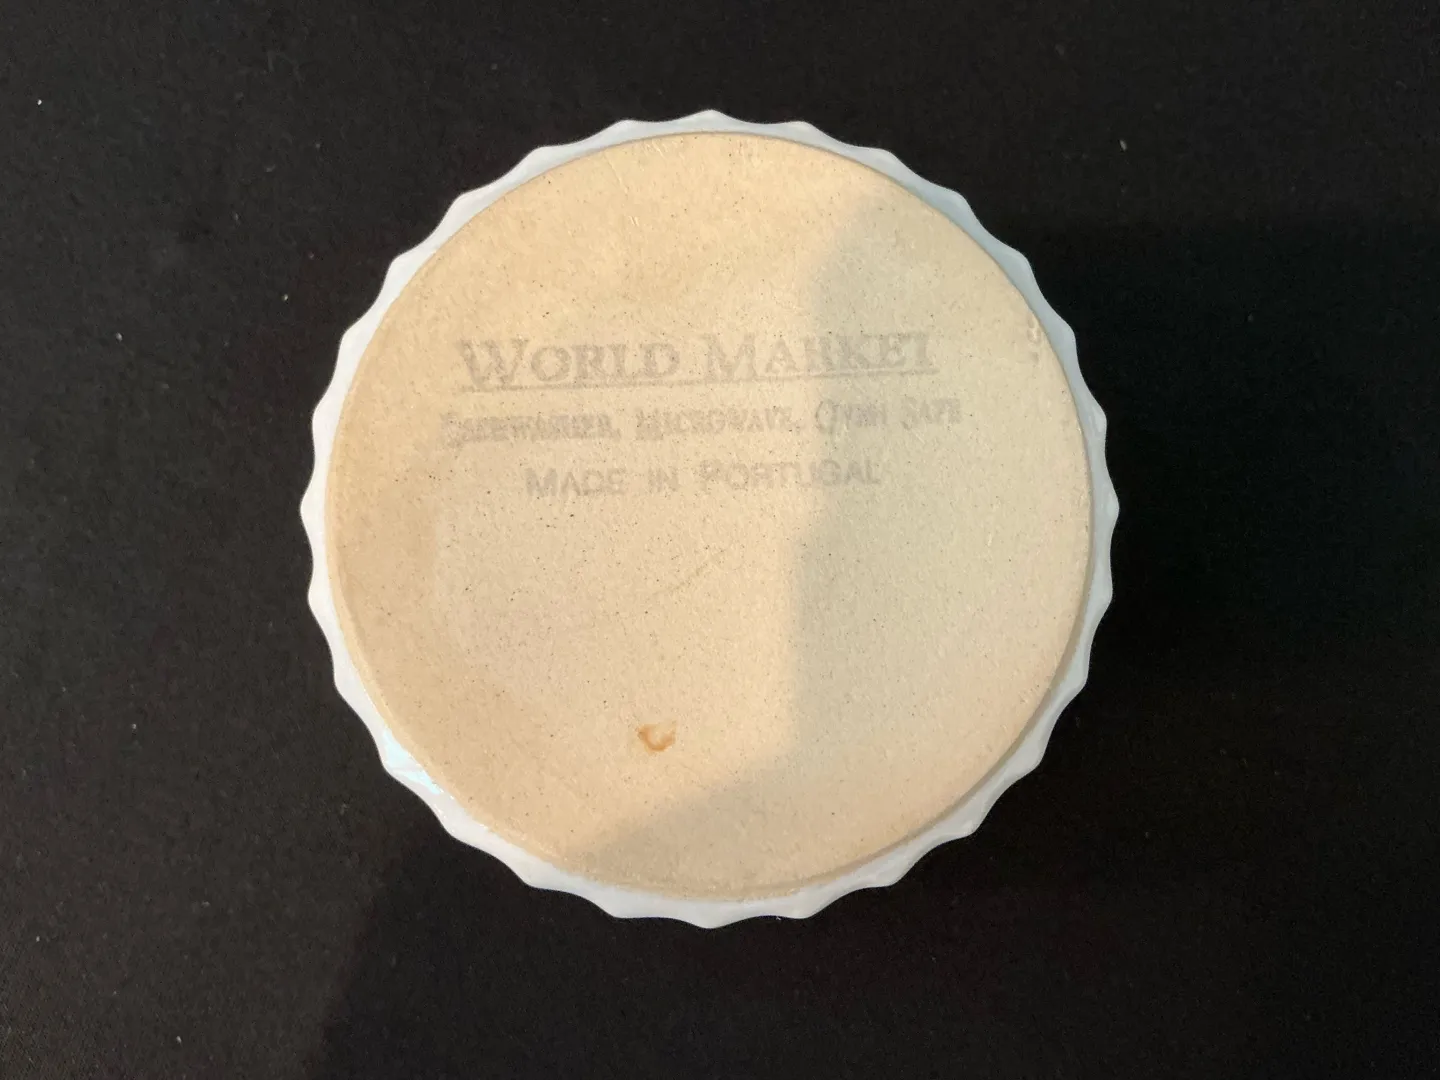 WORLD MARKET
DISHWASHER, MICROWAVE, OVEN SAFE
MADE IN PORTUGAL